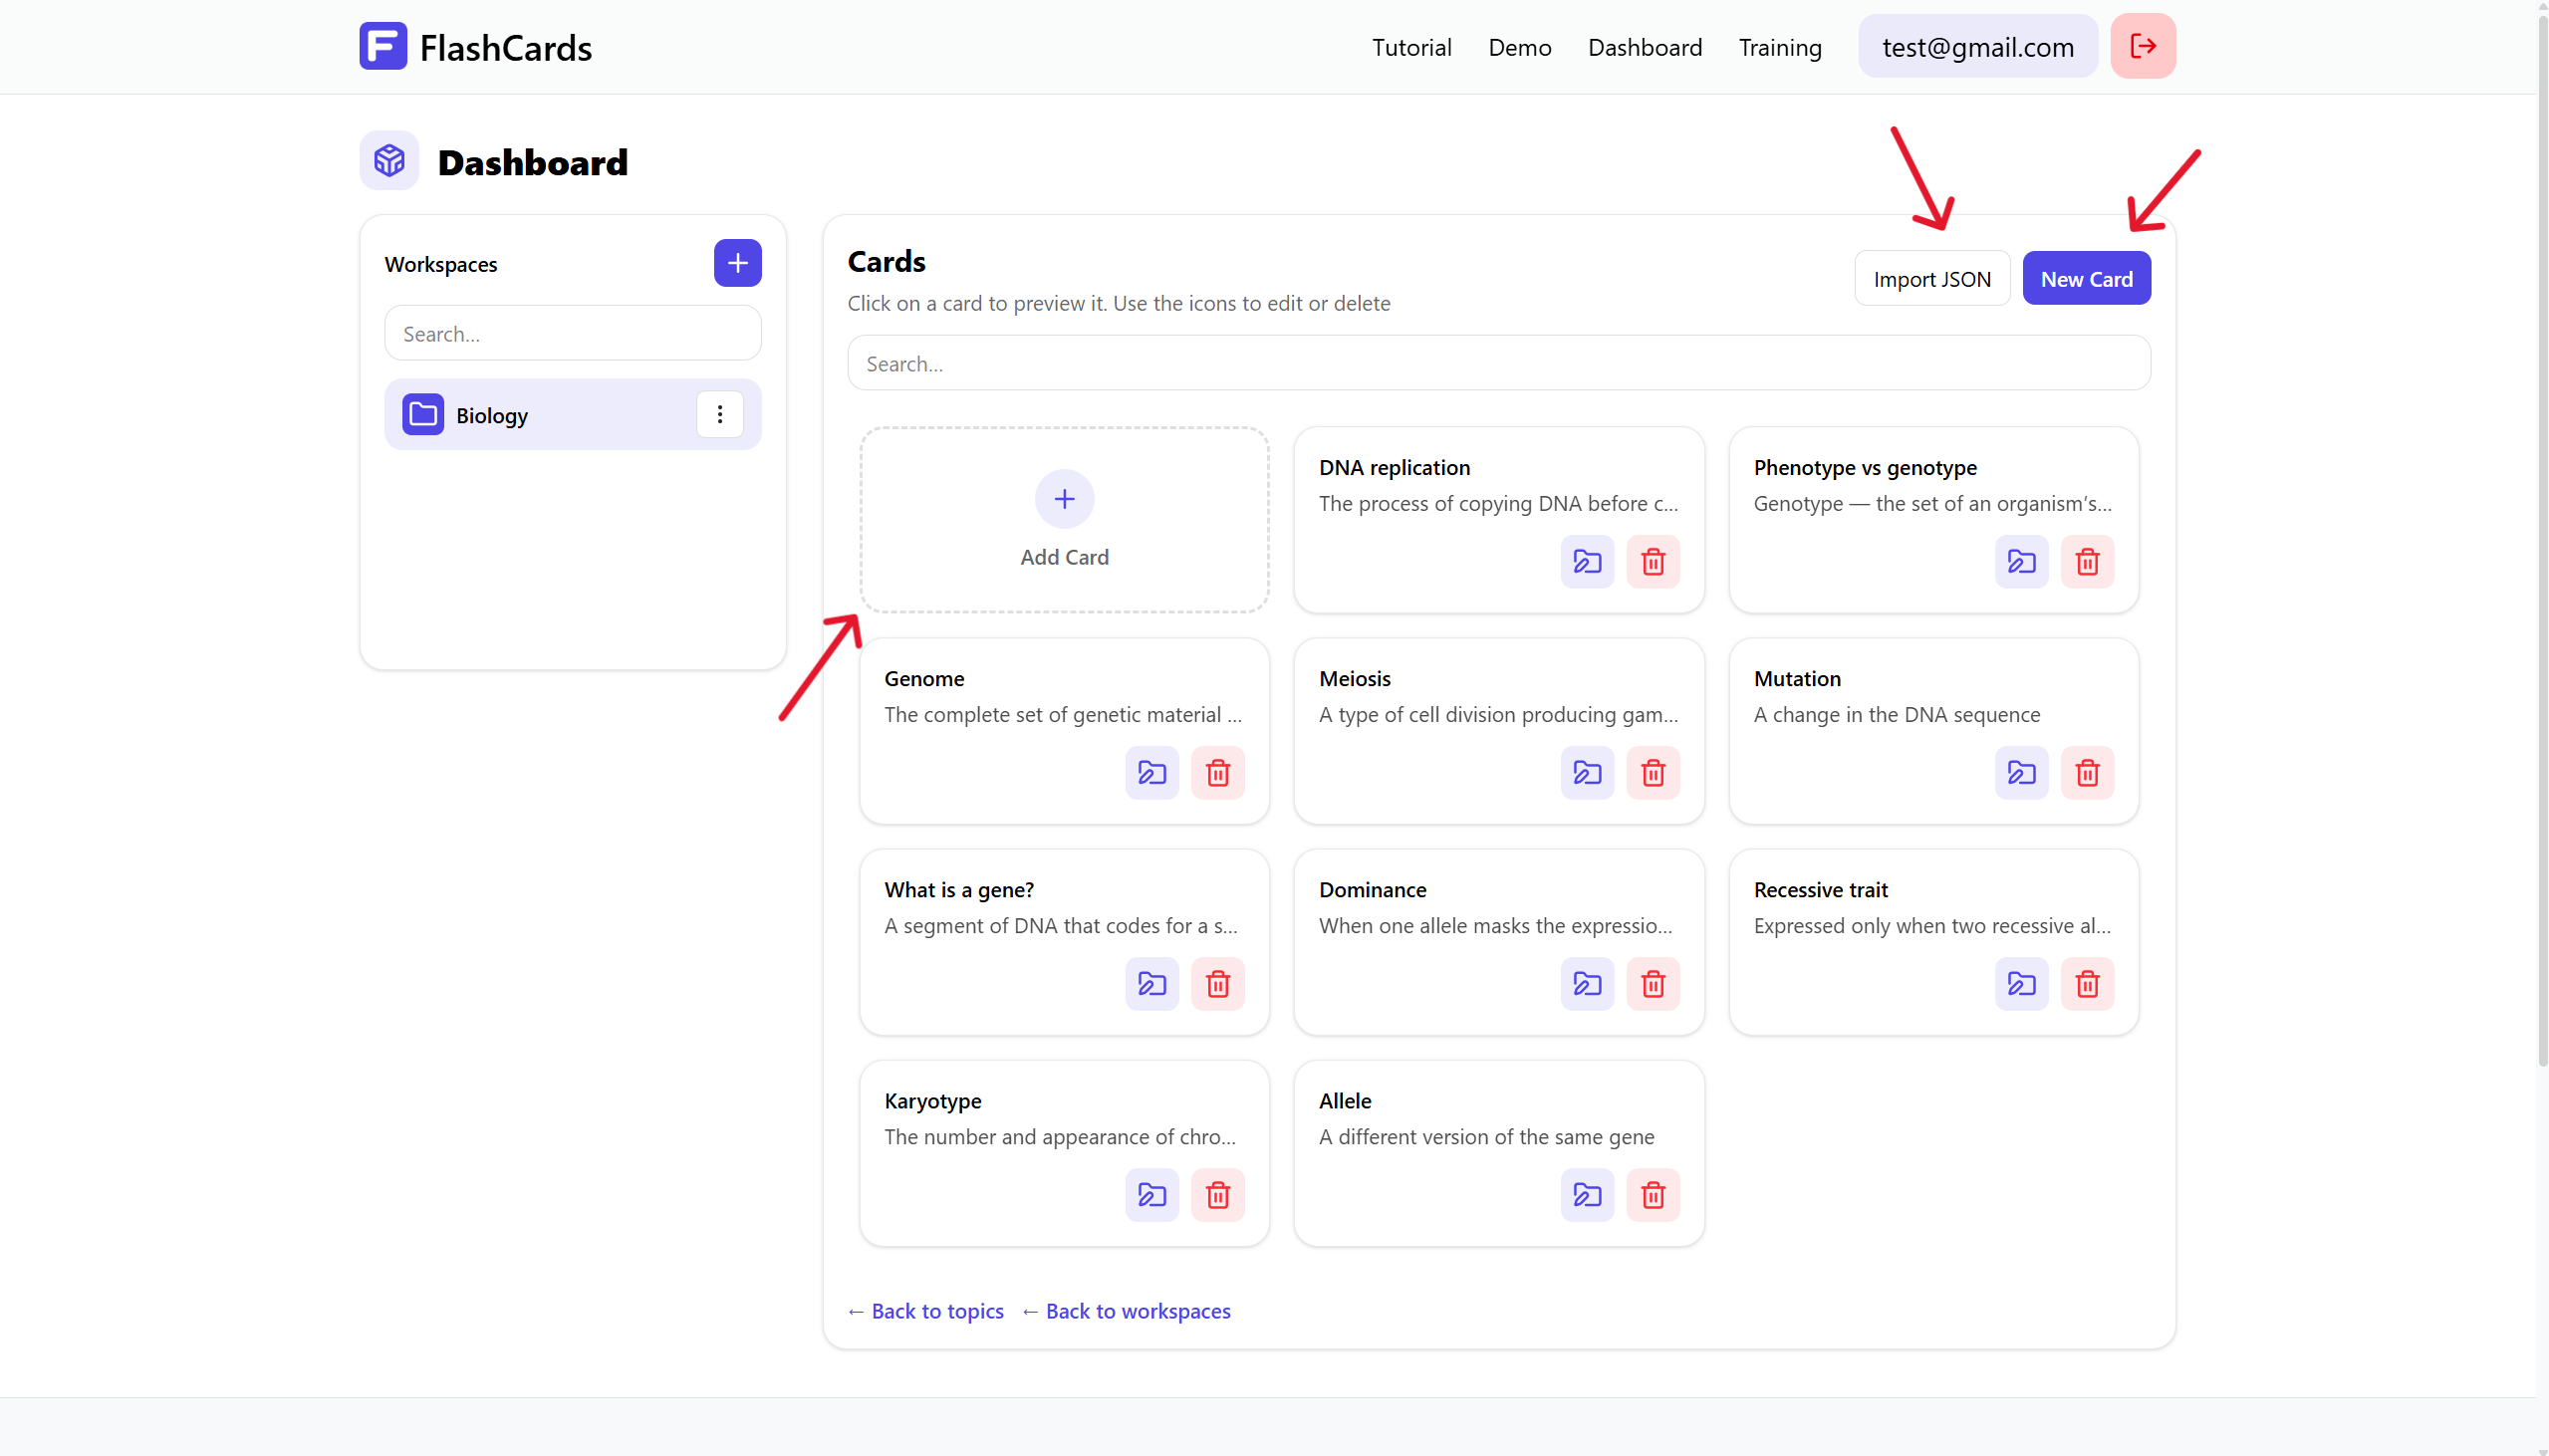 FlashCards
Tutorial
Demo
Dashboard
Training
test@gmail.com
Dashboard
Workspaces
Search...
Biology
Cards
Click on a card to preview it. Use the icons to edit or delete
Import JSON
New Card
Search...
Add Card
DNA replication
The process of copying DNA before c...
Phenotype vs genotype
Genotype — the set of an organism's...
Genome
The complete set of genetic material ...
Meiosis
A type of cell division producing gam...
Mutation
A change in the DNA sequence
What is a gene?
A segment of DNA that codes for a s...
Dominance
When one allele masks the expressio...
Recessive trait
Expressed only when two recessive al...
Karyotype
The number and appearance of chro...
Allele
A different version of the same gene
← Back to topics
← Back to workspaces